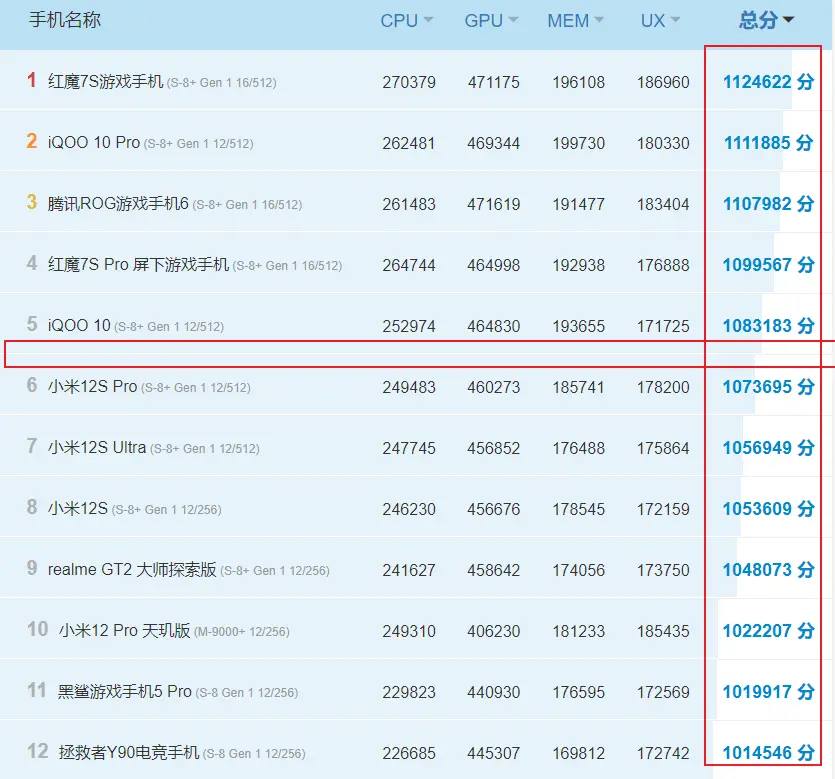 手机名称 CPU GPU MEM UX 总分
1 红魔7S游戏手机 (S-8+ Gen 1 16/512) 270379 471175 196108 186960 1124622 分
2 iQOO 10 Pro (S-8+ Gen 1 12/512) 262481 469344 199730 180330 1111885 分
3 腾讯ROG游戏手机6 (S-8+ Gen 1 16/512) 261483 471619 191477 183404 1107982 分
4 红魔7S Pro 屏下游戏手机 (S-8+ Gen 1 16/512) 264744 464998 192938 176888 1099567 分
5 iQOO 10 (S-8+ Gen 1 12/512) 252974 464830 193655 171725 1083183 分
6 小米12S Pro (S-8+ Gen 1 12/512) 249483 460273 185741 178200 1073695 分
7 小米12S Ultra (S-8+ Gen 1 12/512) 247745 456852 176488 175864 1056949 分
8 小米12S (S-8+ Gen 1 12/256) 246230 456676 178545 172159 1053609 分
9 realme GT2 大师探索版 (S-8+ Gen 1 12/256) 241627 458642 174056 173750 1048073 分
10 小米12 Pro 天玑版 (M-9000+ 12/256) 249310 406230 181233 185435 1022207 分
11 黑鲨游戏手机5 Pro (S-8 Gen 1 12/256) 229823 440930 176595 172569 1019917 分
12 拯救者Y90电竞手机 (S-8 Gen 1 12/256) 226685 445307 169812 172742 1014546 分